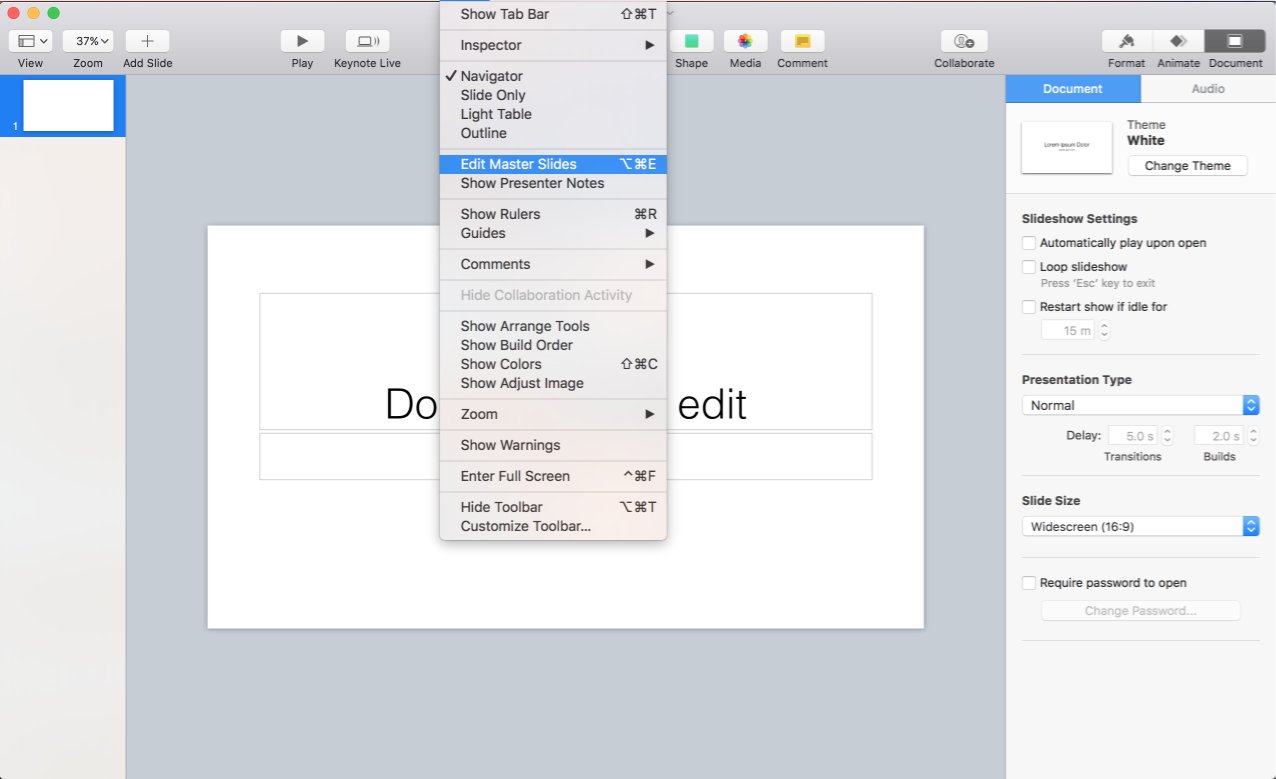 37%
View
Zoom
Add Slide
Play
Keynote Live
Shape
Media
Comment
Collaborate
Format
Animate
Document
1
Show Tab Bar ⇧⌘T
Inspector ▶
✓ Navigator
Slide Only
Light Table
Outline
Edit Master Slides ⌥⌘E
Show Presenter Notes
Show Rulers ⌘R
Guides ▶
Comments ▶
Hide Collaboration Activity
Show Arrange Tools
Show Build Order
Show Colors ⇧⌘C
Show Adjust Image
Zoom ▶
Show Warnings
Enter Full Screen ^⌘F
Hide Toolbar ⌥⌘T
Customize Toolbar...
Do edit
Document Audio
Lorem Ipsum Dolor
Theme
White
Change Theme
Slideshow Settings
Automatically play upon open
Loop slideshow
Press 'Esc' key to exit
Restart show if idle for
15 m
Presentation Type
Normal
Delay: 5.0 s 2.0 s
Transitions Builds
Slide Size
Widescreen (16:9)
Require password to open
Change Password...